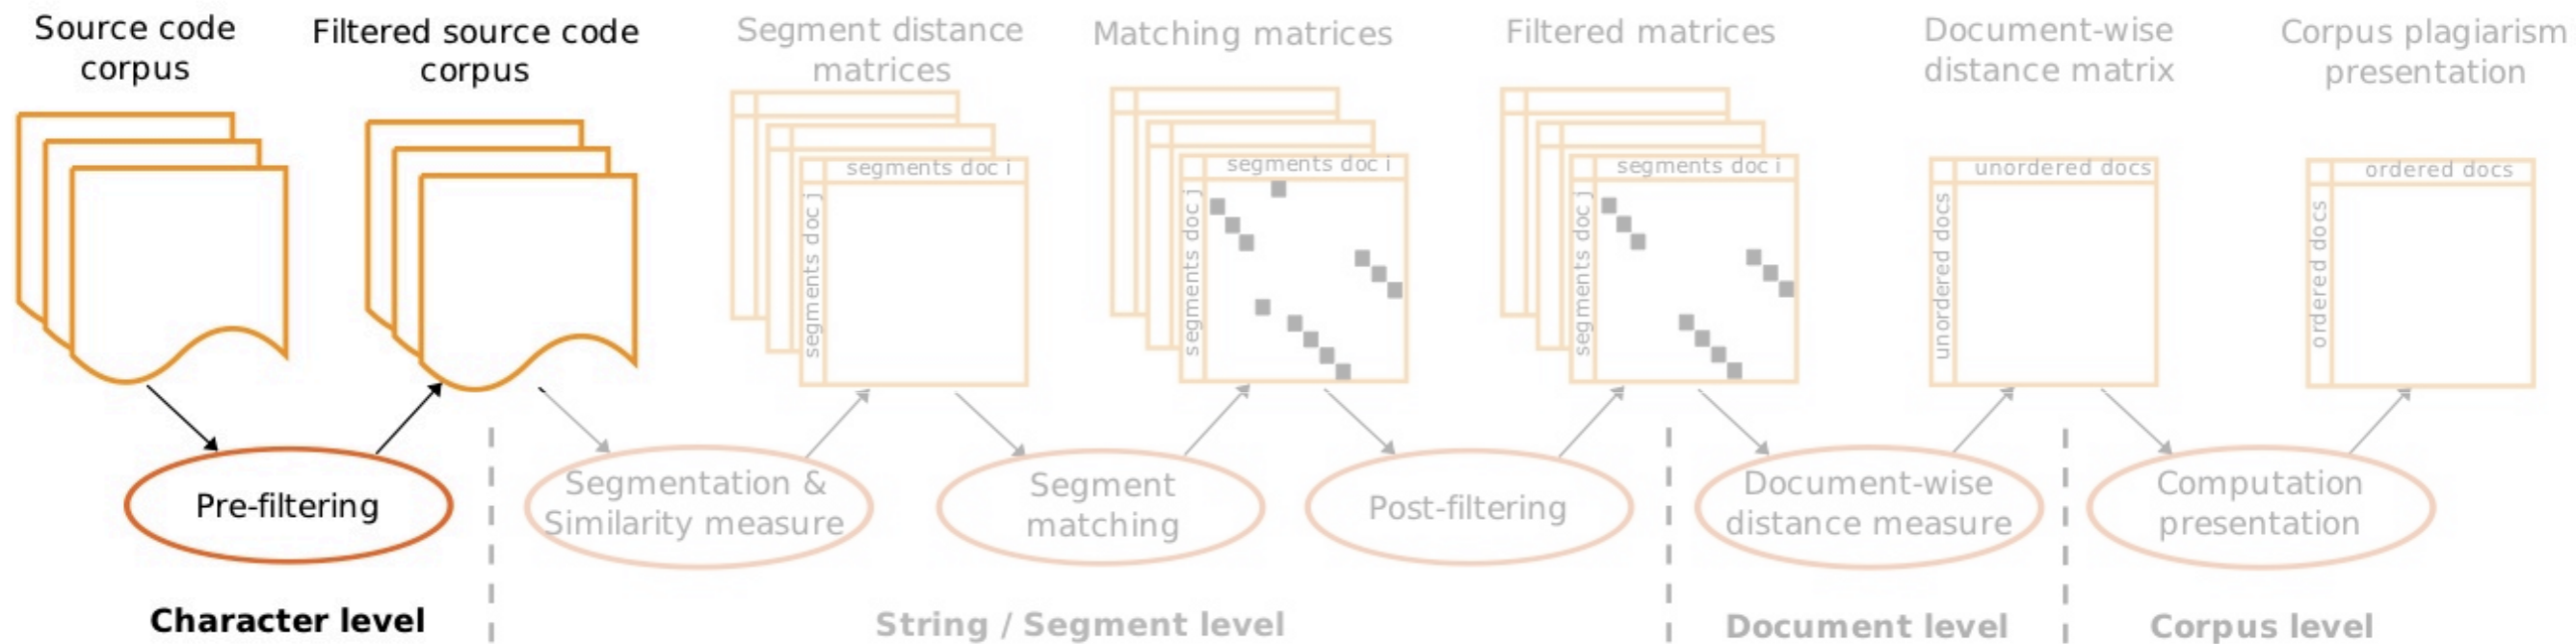 Source code
corpus
Filtered source code
corpus
Segment distance
matrices
Matching matrices
Filtered matrices
Document-wise
distance matrix
Corpus plagiarism
presentation
segments doc i
segments doc j
segments doc i
segments doc j
segments doc i
segments doc j
unordered docs
unordered docs
ordered docs
ordered docs
Pre-filtering
Segmentation &
Similarity measure
Segment
matching
Post-filtering
Document-wise
distance measure
Computation
presentation
Character level
String / Segment level
Document level
Corpus level